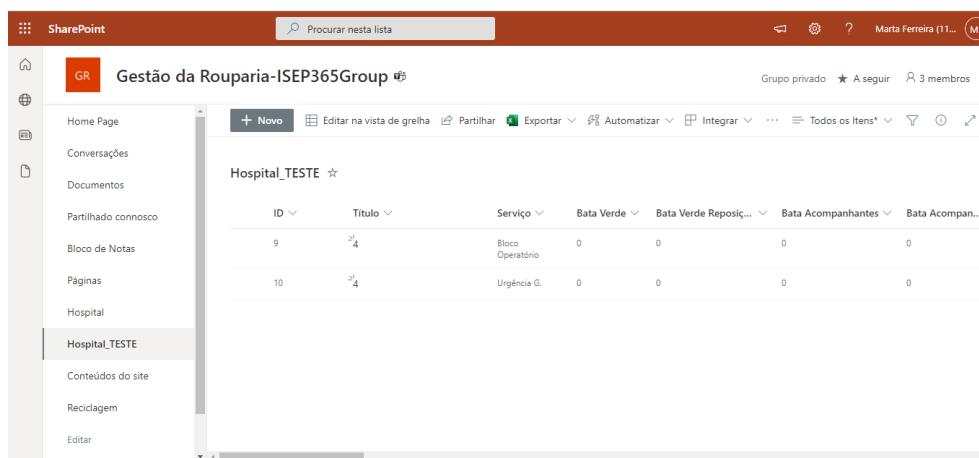 SharePoint
Procurar nesta lista
?
Marta Ferreira (11...
M
GR
Gestão da Rouparia-ISEP365Group
Grupo privado ★ A seguir 3 membros
Home Page
Conversações
Documentos
Partilhado connosco
Bloco de Notas
Páginas
Hospital
Hospital_TESTE
Conteúdos do site
Reciclagem
Editar
+ Novo Editar na vista de grelha Partilhar Exportar Automatizar Integrar ··· Todos os Itens*
Hospital_TESTE ☆
ID Título Serviço Bata Verde Bata Verde Reposiç... Bata Acompanhantes Bata Acompan...
9 4 Bloco Operatório 0 0 0 0
10 4 Urgência G. 0 0 0 0